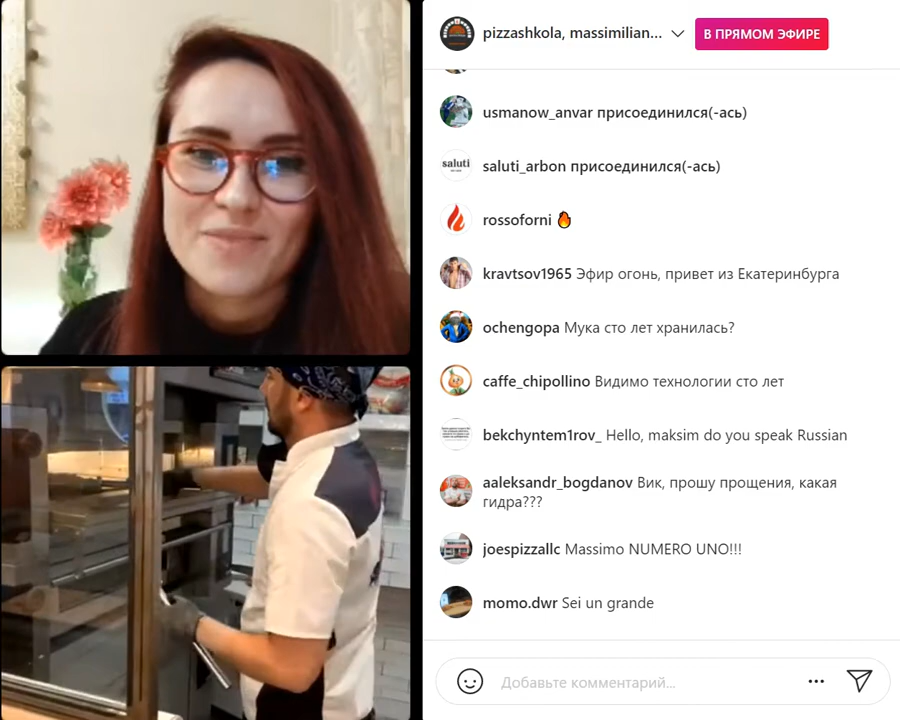 pizzashkola, massimilian...
В ПРЯМОМ ЭФИРЕ
usmanow_anvar присоединился(-ась)
saluti
saluti_arbon присоединился(-ась)
rossoforni 🔥
kravtsov1965 Эфир огонь, привет из Екатеринбурга
ochengopa Мука сто лет хранилась?
caffe_chipollino Видимо технологии сто лет
bekchyntem1rov_ Hello, maksim do you speak Russian
aaleksandr_bogdanov Вик, прошу прощения, какая
гидра???
joespizzallc Massimo NUMERO UNO!!!
momo.dwr Sei un grande
Добавьте комментарий...